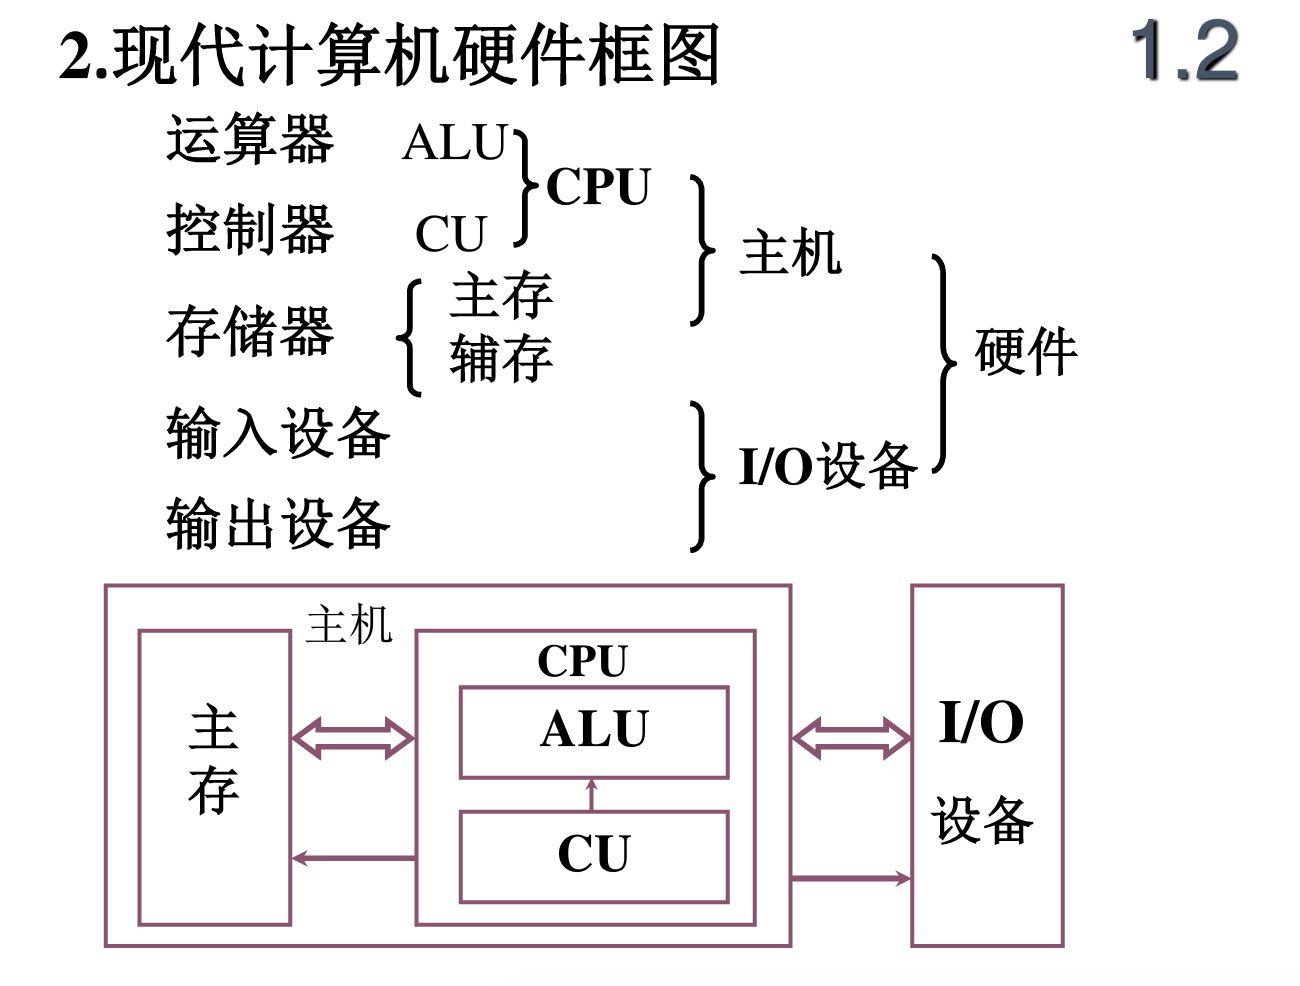 2.现代计算机硬件框图
1.2
运算器 ALU
CPU
控制器 CU
主机
存储器
主存
辅存
硬件
输入设备
I/O设备
输出设备
主机
CPU
主存
ALU
CU
I/O
设备